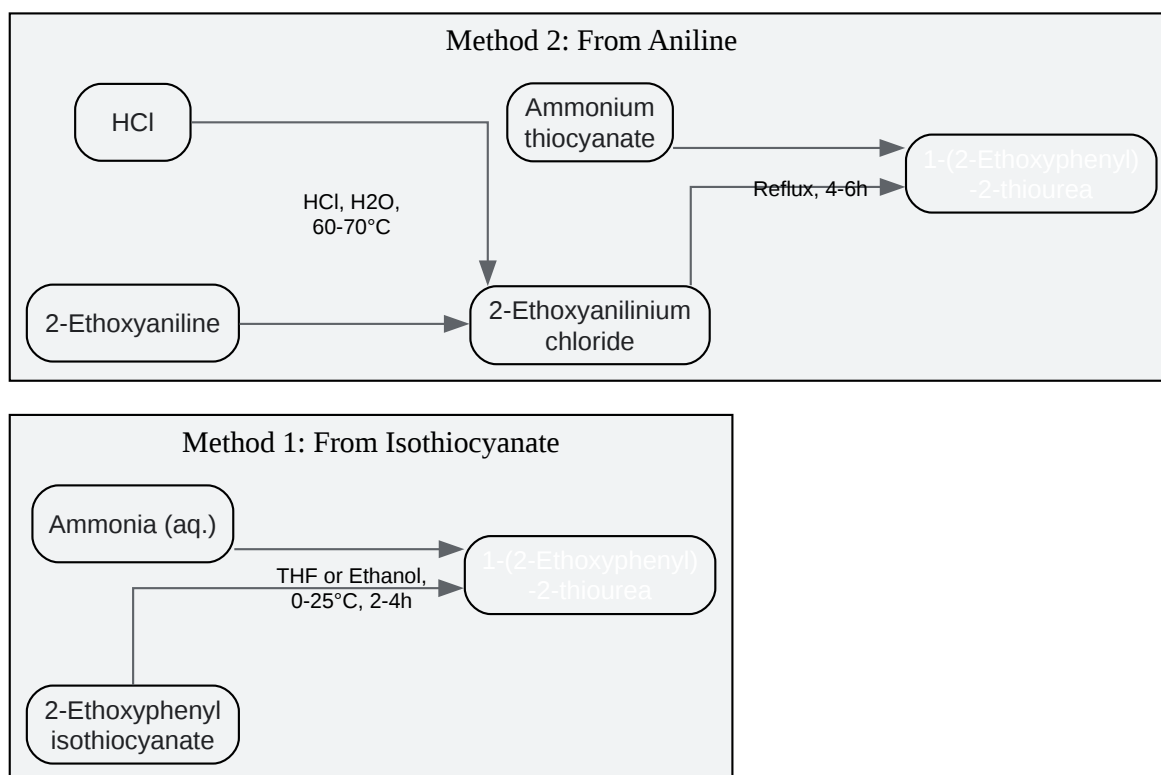 Method 2: From Aniline
HCl
Ammonium
thiocyanate
1-(2-Ethoxyphenyl)
-2-thiourea
Reflux, 4-6h
HCl, H2O,
60-70°C
2-Ethoxyaniline
2-Ethoxyanilinium
chloride
Method 1: From Isothiocyanate
Ammonia (aq.)
1-(2-Ethoxyphenyl)
-2-thiourea
THF or Ethanol,
0-25°C, 2-4h
2-Ethoxyphenyl
isothiocyanate